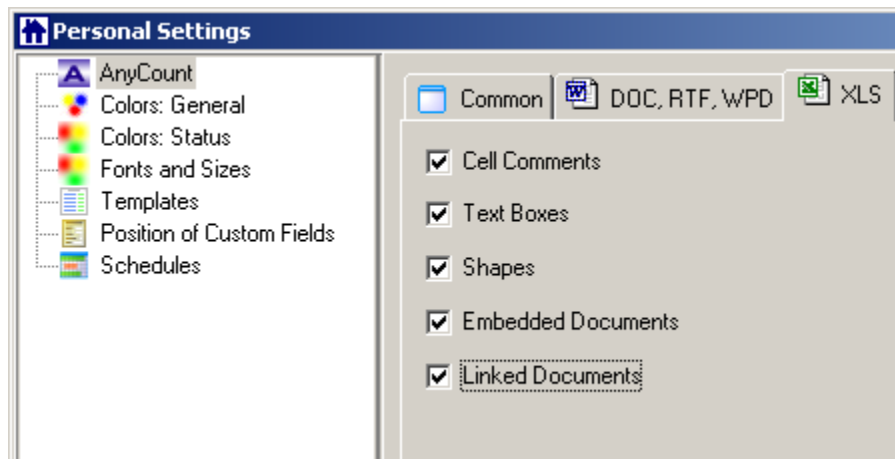 Personal Settings
AnyCount
Colors: General
Colors: Status
Fonts and Sizes
Templates
Position of Custom Fields
Schedules
Common
DOC, RTF, WPD
XLS
Cell Comments
Text Boxes
Shapes
Embedded Documents
Linked Documents